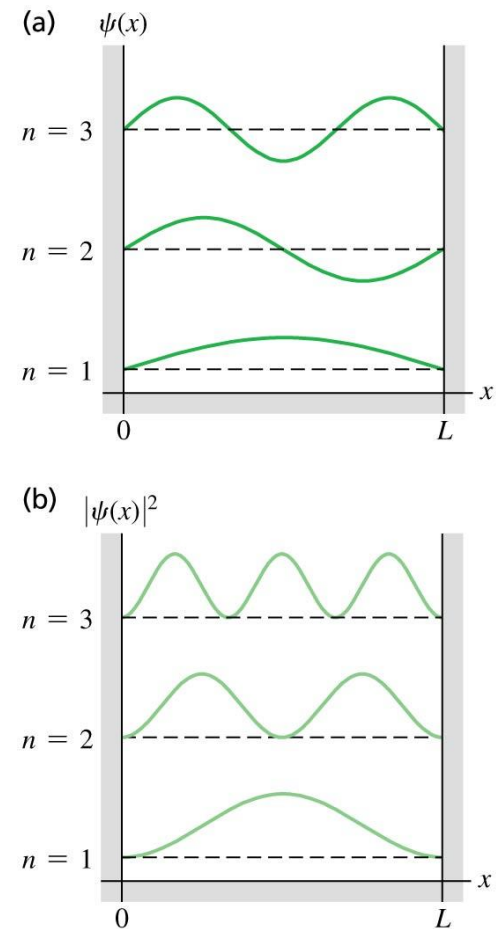 (a) ψ(x)
n = 3
n = 2
n = 1
x
0 L
(b) |ψ(x)|²
n = 3
n = 2
n = 1
x
0 L